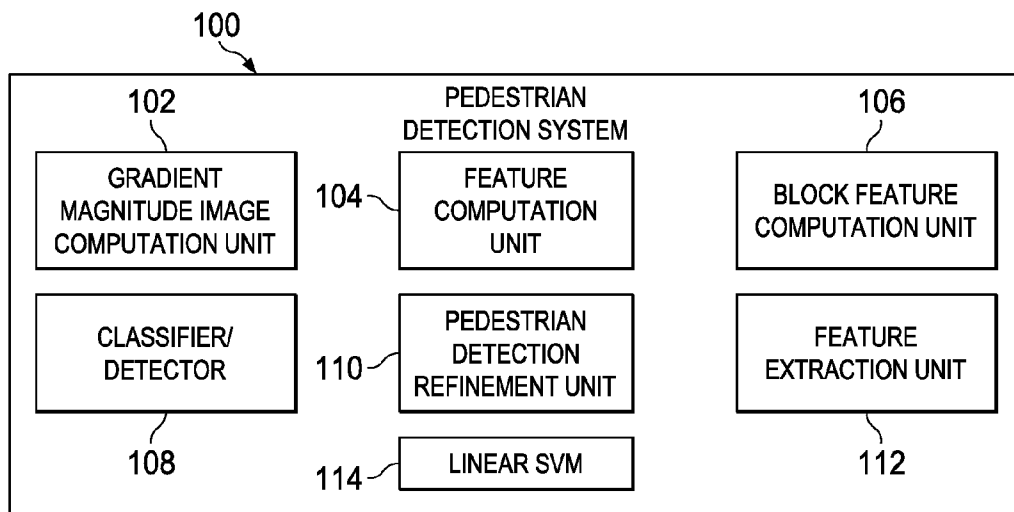 100
PEDESTRIAN
DETECTION SYSTEM
102
106
GRADIENT
MAGNITUDE IMAGE
COMPUTATION UNIT
104
FEATURE
COMPUTATION
UNIT
BLOCK FEATURE
COMPUTATION UNIT
CLASSIFIER/
DETECTOR
108
110
PEDESTRIAN
DETECTION
REFINEMENT UNIT
FEATURE
EXTRACTION UNIT
112
114
LINEAR SVM